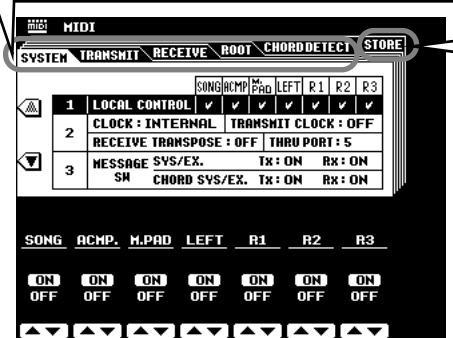 midi MIDI
SYSTEM TRANSMIT RECEIVE ROOT CHORD DETECT STORE
SONG ACMP M.PAD LEFT R1 R2 R3
1 LOCAL CONTROL ✔ ✔ ✔ ✔ ✔ ✔ ✔
2 CLOCK : INTERNAL TRANSMIT CLOCK : OFF
RECEIVE TRANSPOSE : OFF THRU PORT : 5
3 MESSAGE SW SYS/EX. Tx : ON Rx : ON
CHORD SYS/EX. Tx : ON Rx : ON
SONG ACMP. M.PAD LEFT R1 R2 R3
ON ON ON ON ON ON ON
OFF OFF OFF OFF OFF OFF OFF